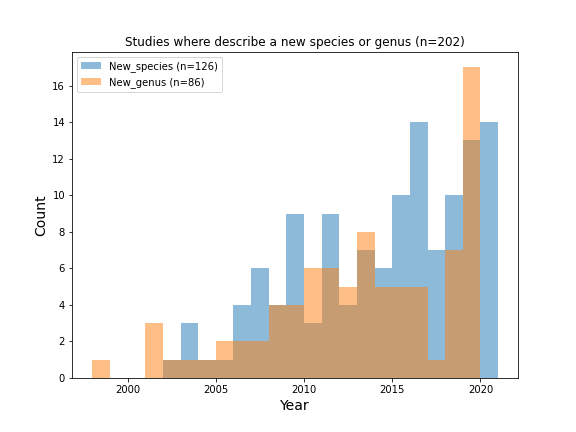 Studies where describe a new species or genus (n=202)
New_species (n=126)
New_genus (n=86)
16
14
12
10
8
6
4
2
0
Count
2000 2005 2010 2015 2020
Year